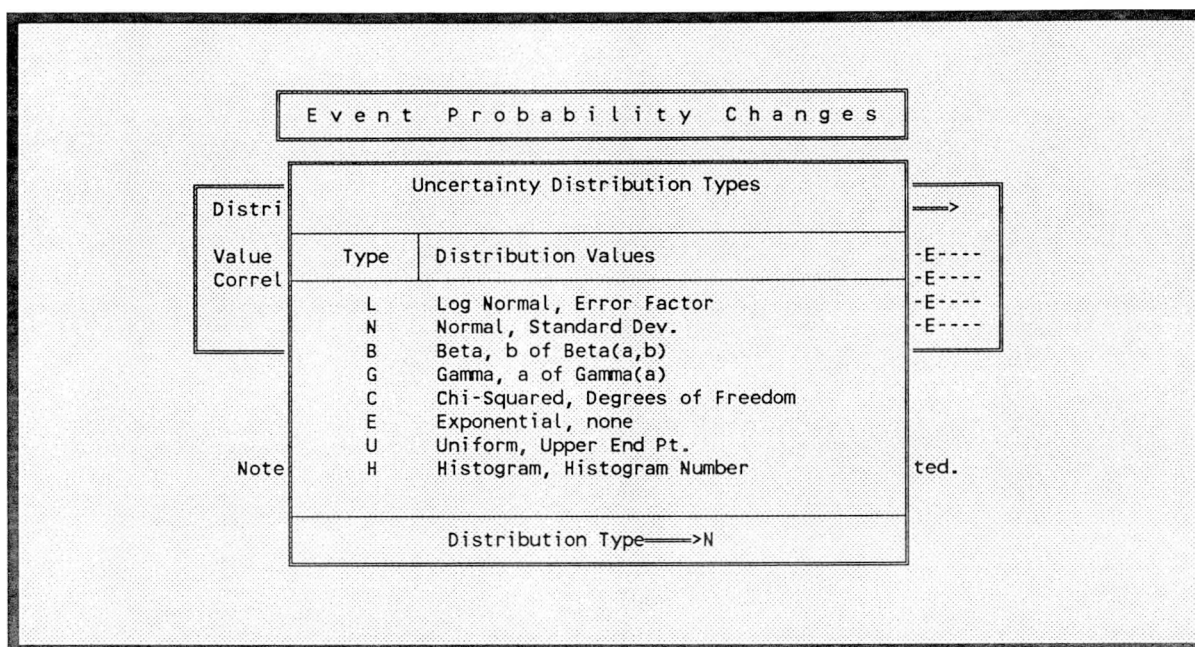 Event Probability Changes
Uncertainty Distribution Types
Distri >
Value Type Distribution Values -E----
Correl -E----
L Log Normal, Error Factor -E----
N Normal, Standard Dev. -E----
B Beta, b of Beta(a,b)
G Gamma, a of Gamma(a)
C Chi-Squared, Degrees of Freedom
E Exponential, none
U Uniform, Upper End Pt.
Note H Histogram, Histogram Number ted.
Distribution Type====>N